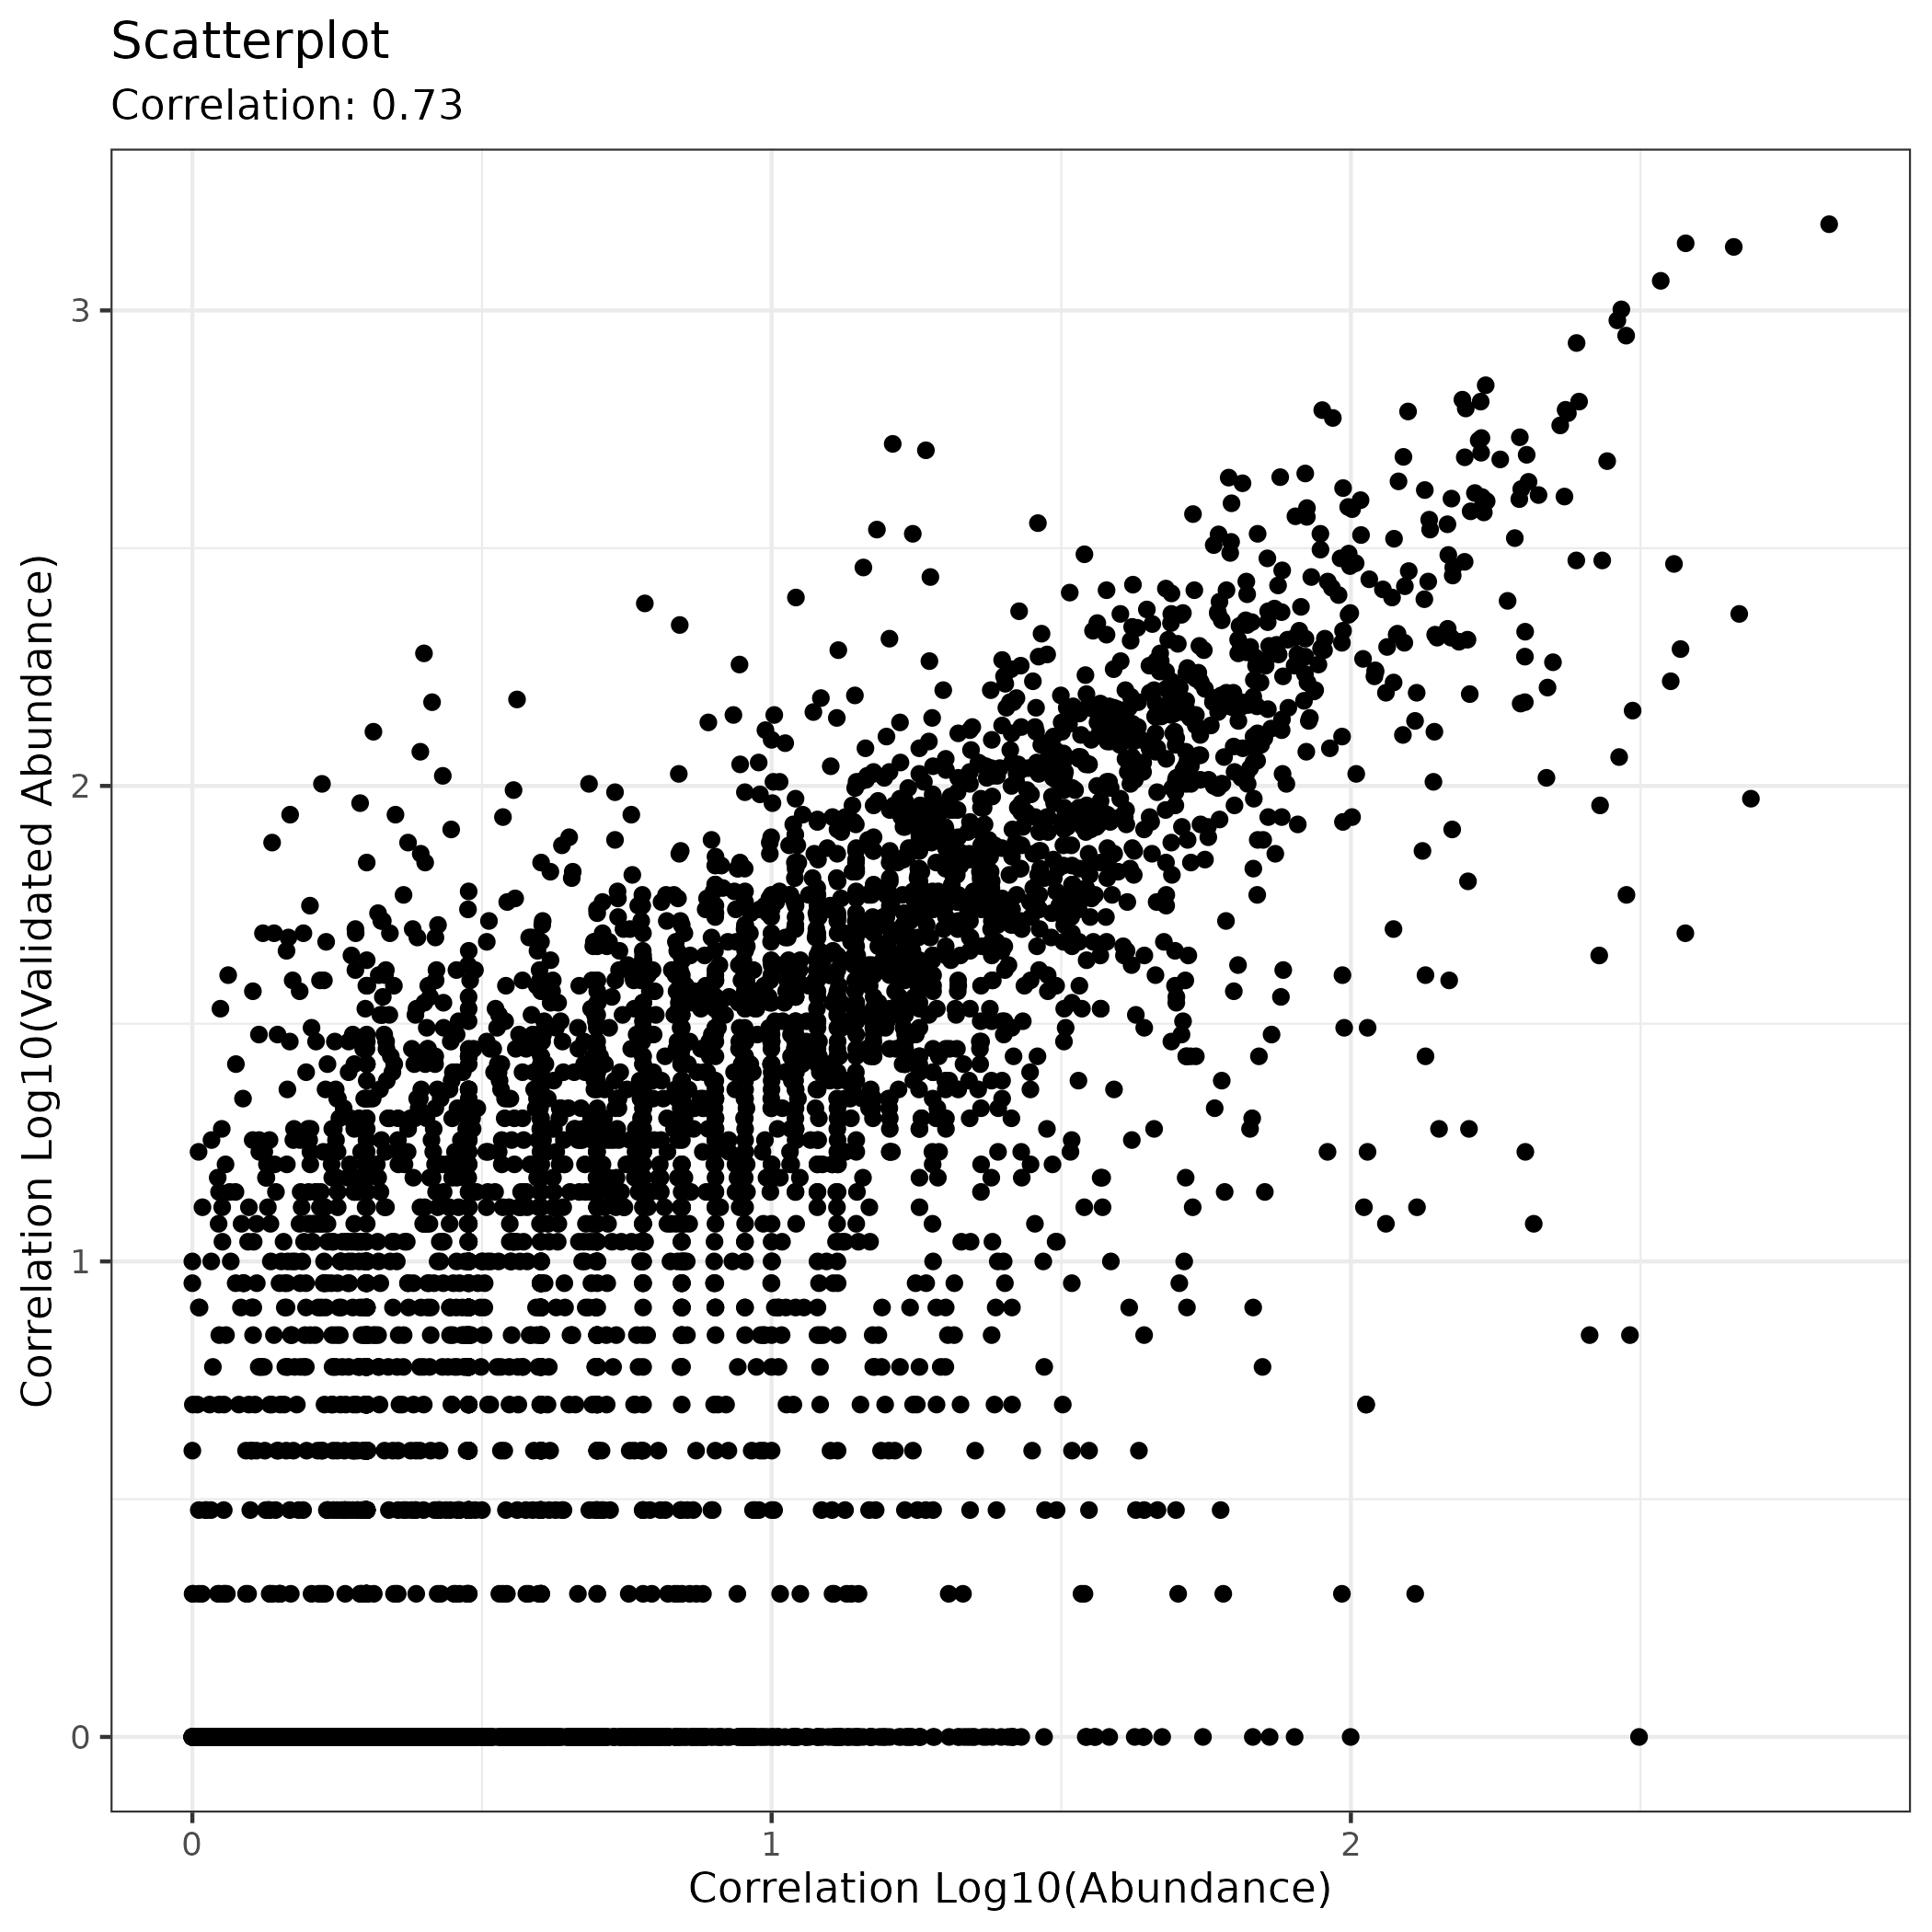 Scatterplot
Correlation: 0.73
Correlation Log10(Validated Abundance)
3
2
1
0
0
1
2
Correlation Log10(Abundance)